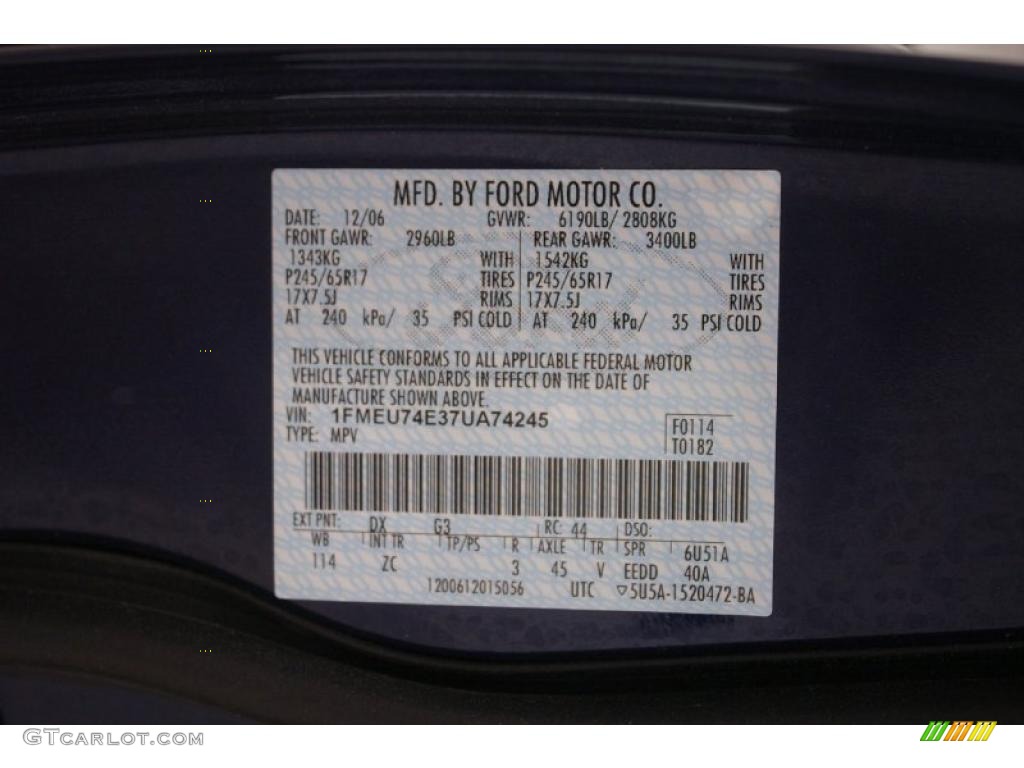 MFD. BY FORD MOTOR CO.
DATE: 12/06 GVWR: 6190LB/ 2808KG
FRONT GAWR: 2960LB REAR GAWR: 3400LB
1343KG WITH 1542KG WITH
P245/65R17 TIRES P245/65R17 TIRES
17X7.5J RIMS 17X7.5J RIMS
AT 240 kPa/ 35 PSI COLD AT 240 kPa/ 35 PSI COLD
THIS VEHICLE CONFORMS TO ALL APPLICABLE FEDERAL MOTOR
VEHICLE SAFETY STANDARDS IN EFFECT ON THE DATE OF
MANUFACTURE SHOWN ABOVE.
VIN: 1FMEU74E37UA74245
TYPE: MPV
F0114
T0182
EXT PNT: DX G3 RC: 44 DSO:
WB INT TR TP/PS R AXLE TR SPR 6U51A
114 ZC 3 45 V EEDD 40A
1200612015056 UTC ▽5U5A-1520472-BA
GTCARLOT.COM